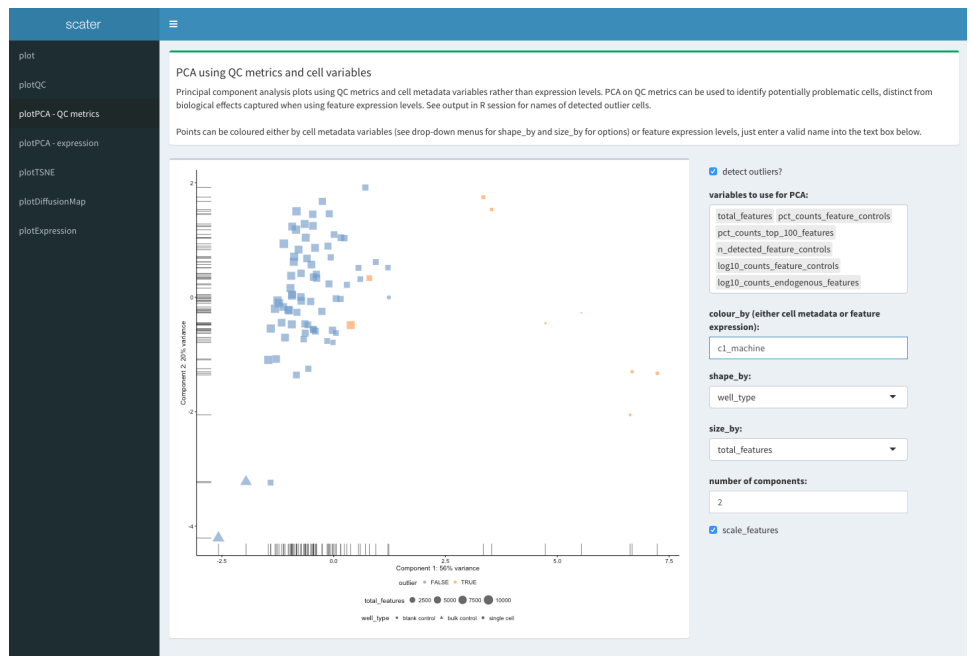 scater
plot
plotQC
plotPCA - QC metrics
plotPCA - expression
plotTSNE
plotDiffusionMap
plotExpression
PCA using QC metrics and cell variables
Principal component analysis plots using QC metrics and cell metadata variables rather than expression levels. PCA on QC metrics can be used to identify potentially problematic cells, distinct from
biological effects captured when using feature expression levels. See output in R session for names of detected outlier cells.
Points can be coloured either by cell metadata variables (see drop-down menus for shape_by and size_by for options) or feature expression levels, just enter a valid name into the text box below.
2
0
-2
-4
Component 2: 20% variance
-2.5 0.0 2.5 5.0 7.5
Component 1: 56% variance
outlier FALSE TRUE
total_features 2500 5000 7500 10000
well_type blank control bulk control single cell
detect outliers?
variables to use for PCA:
total_features pct_counts_feature_controls
pct_counts_top_100_features
n_detected_feature_controls
log10_counts_feature_controls
log10_counts_endogenous_features
colour_by (either cell metadata or feature
expression):
c1_machine
shape_by:
well_type
size_by:
total_features
number of components:
2
scale_features